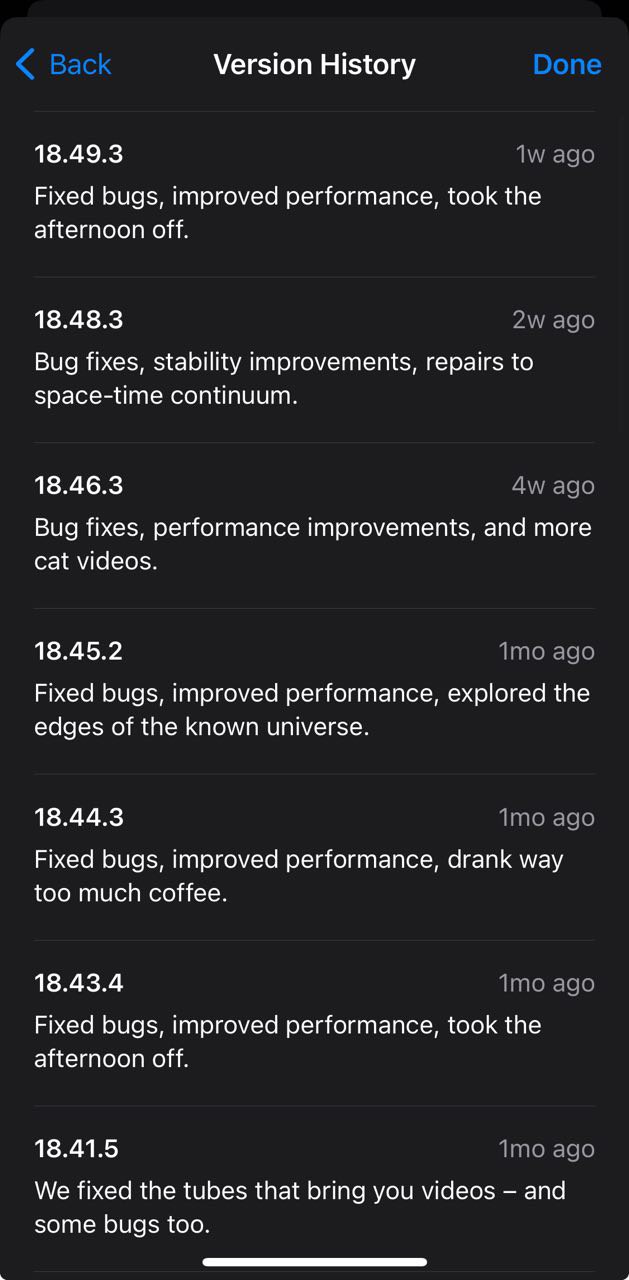 Back
Version History
Done
18.49.3
1w ago
Fixed bugs, improved performance, took the
afternoon off.
18.48.3
2w ago
Bug fixes, stability improvements, repairs to
space-time continuum.
18.46.3
4w ago
Bug fixes, performance improvements, and more
cat videos.
18.45.2
1mo ago
Fixed bugs, improved performance, explored the
edges of the known universe.
18.44.3
1mo ago
Fixed bugs, improved performance, drank way
too much coffee.
18.43.4
1mo ago
Fixed bugs, improved performance, took the
afternoon off.
18.41.5
1mo ago
We fixed the tubes that bring you videos – and
some bugs too.